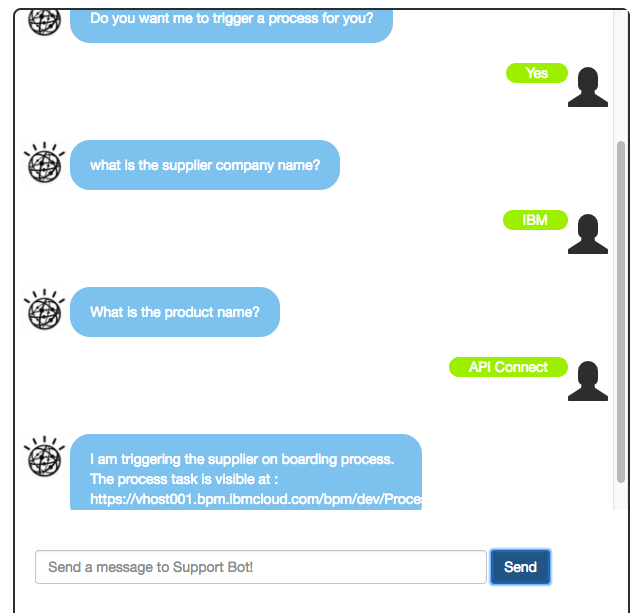 Do you want me to trigger a process for you?
Yes
what is the supplier company name?
IBM
What is the product name?
API Connect
I am triggering the supplier on boarding process.
The process task is visible at :
https://vhost001.bpm.ibmcloud.com/bpm/dev/Proce
Send a message to Support Bot!
Send